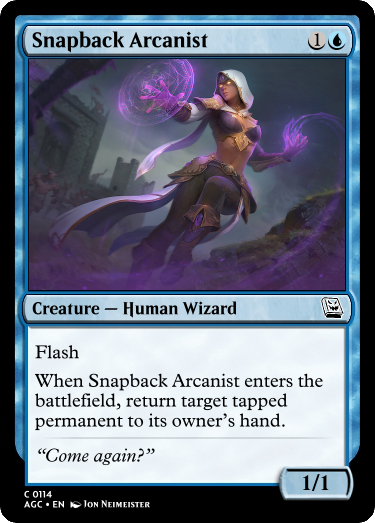 Snapback Arcanist 1
Creature — Human Wizard
Flash
When Snapback Arcanist enters the
battlefield, return target tapped
permanent to its owner's hand.
“Come again?”
1/1
C 0114
AGC • EN Jon Neimeister